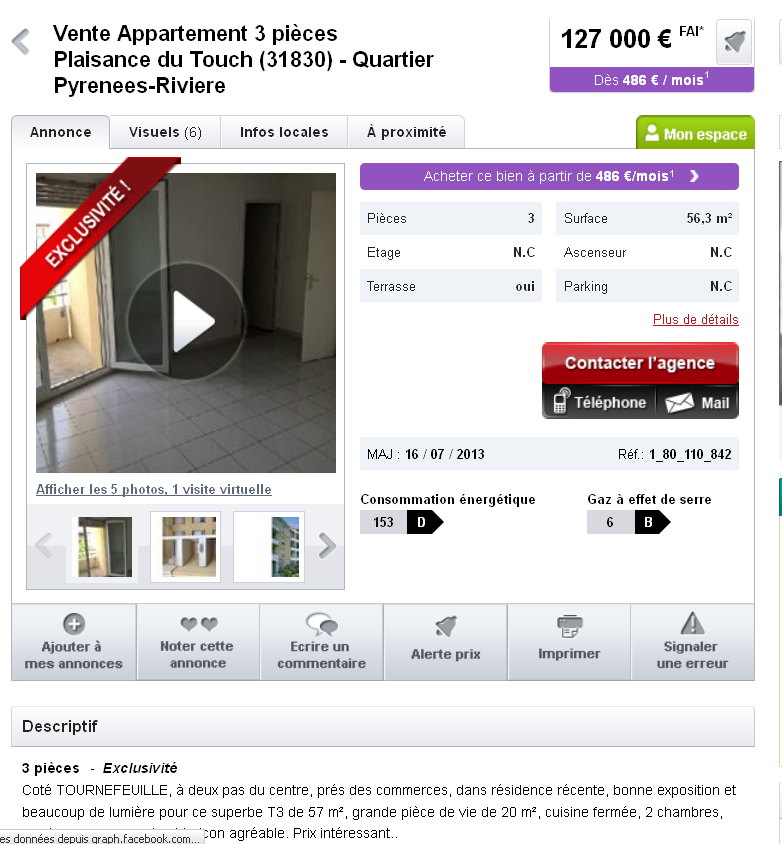 Vente Appartement 3 pièces
Plaisance du Touch (31830) - Quartier
Pyrenees-Riviere
127 000 € FAI*
Dès 486 € / mois¹
Annonce
Visuels (6)
Infos locales
À proximité
Mon espace
EXCLUSIVITÉ !
Acheter ce bien à partir de 486 €/mois¹
Pièces 3
Surface 56,3 m²
Etage N.C
Ascenseur N.C
Terrasse oui
Parking N.C
Plus de détails
Contacter l'agence
Téléphone
Mail
MAJ : 16 / 07 / 2013
Réf.: 1_80_110_842
Afficher les 5 photos, 1 visite virtuelle
Consommation énergétique
153 D
Gaz à effet de serre
6 B
Ajouter à
mes annonces
Noter cette
annonce
Ecrire un
commentaire
Alerte prix
Imprimer
Signaler
une erreur
Descriptif
3 pièces - Exclusivité
Coté TOURNEFEUILLE, à deux pas du centre, prés des commerces, dans résidence récente, bonne exposition et
beaucoup de lumière pour ce superbe T3 de 57 m², grande pièce de vie de 20 m², cuisine fermée, 2 chambres,
con agréable. Prix intéressant..
es données depuis graph.facebook.com...